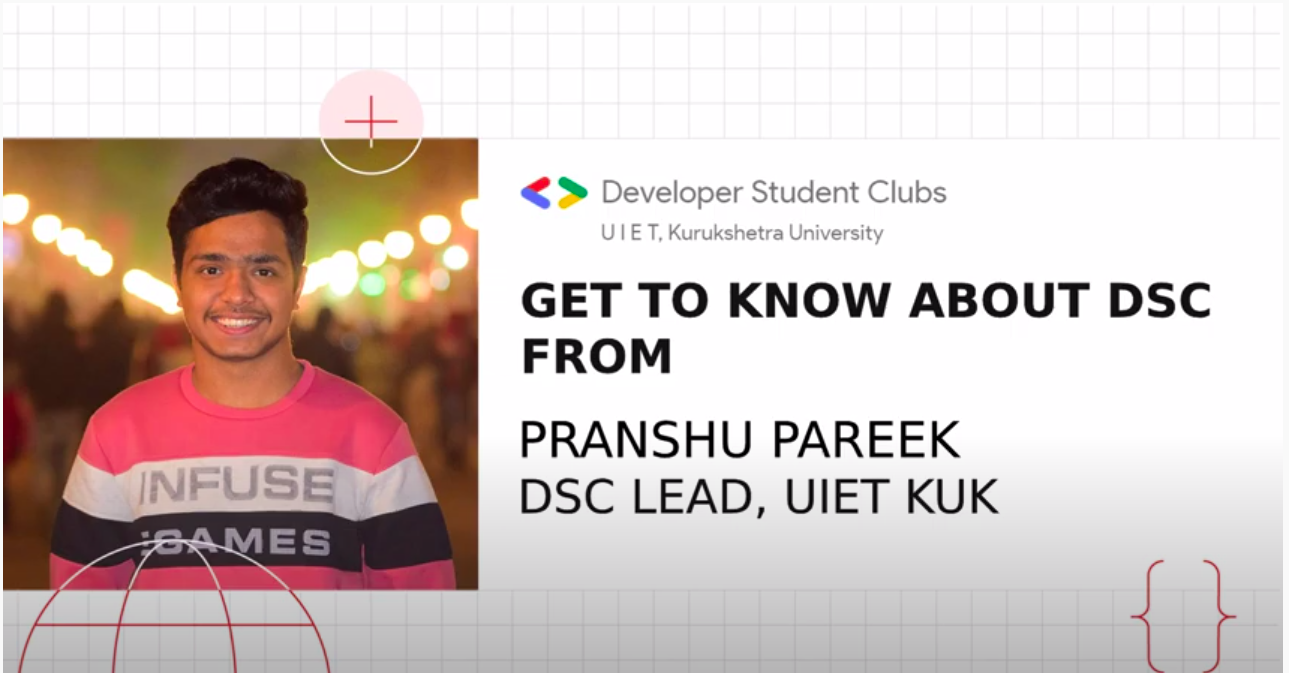 Developer Student Clubs
U I E T, Kurukshetra University
GET TO KNOW ABOUT DSC
FROM
PRANSHU PAREEK
DSC LEAD, UIET KUK
INFUSE
GAMES